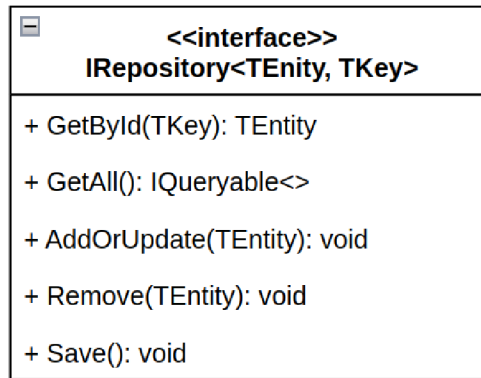 <<interface>>
IRepository<TEnity, TKey>
+ GetById(TKey): TEntity
+ GetAll(): IQueryable<>
+ AddOrUpdate(TEntity): void
+ Remove(TEntity): void
+ Save(): void